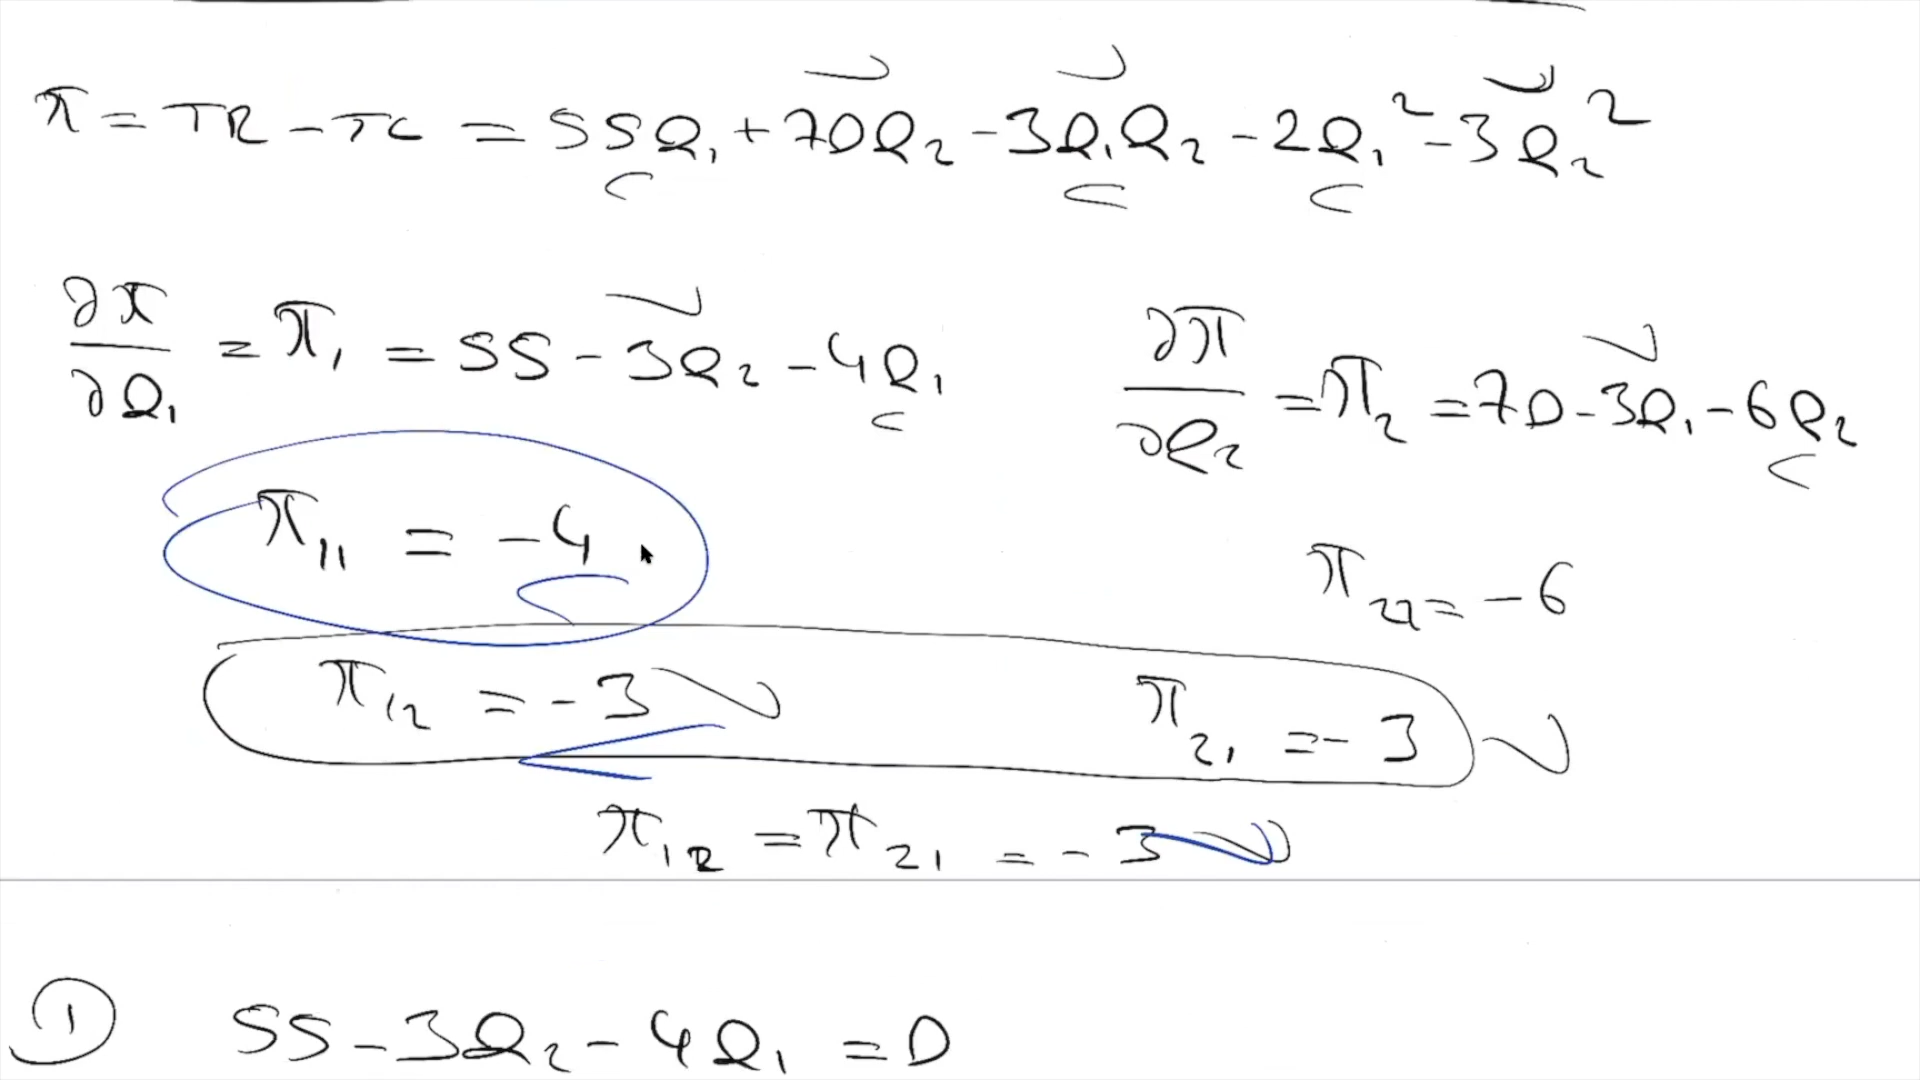 π = TR - TC = 55Q₁ + 70Q₂ - 3Q₁Q₂ - 2Q₁² - 3Q₂²
∂π/∂Q₁ = π₁ = 55 - 3Q₂ - 4Q₁
∂π/∂Q₂ = π₂ = 70 - 3Q₁ - 6Q₂
π₁₁ = -4
π₂₂ = -6
π₁₂ = -3
π₂₁ = -3
π₁₂ = π₂₁ = -3
① 55 - 3Q₂ - 4Q₁ = 0